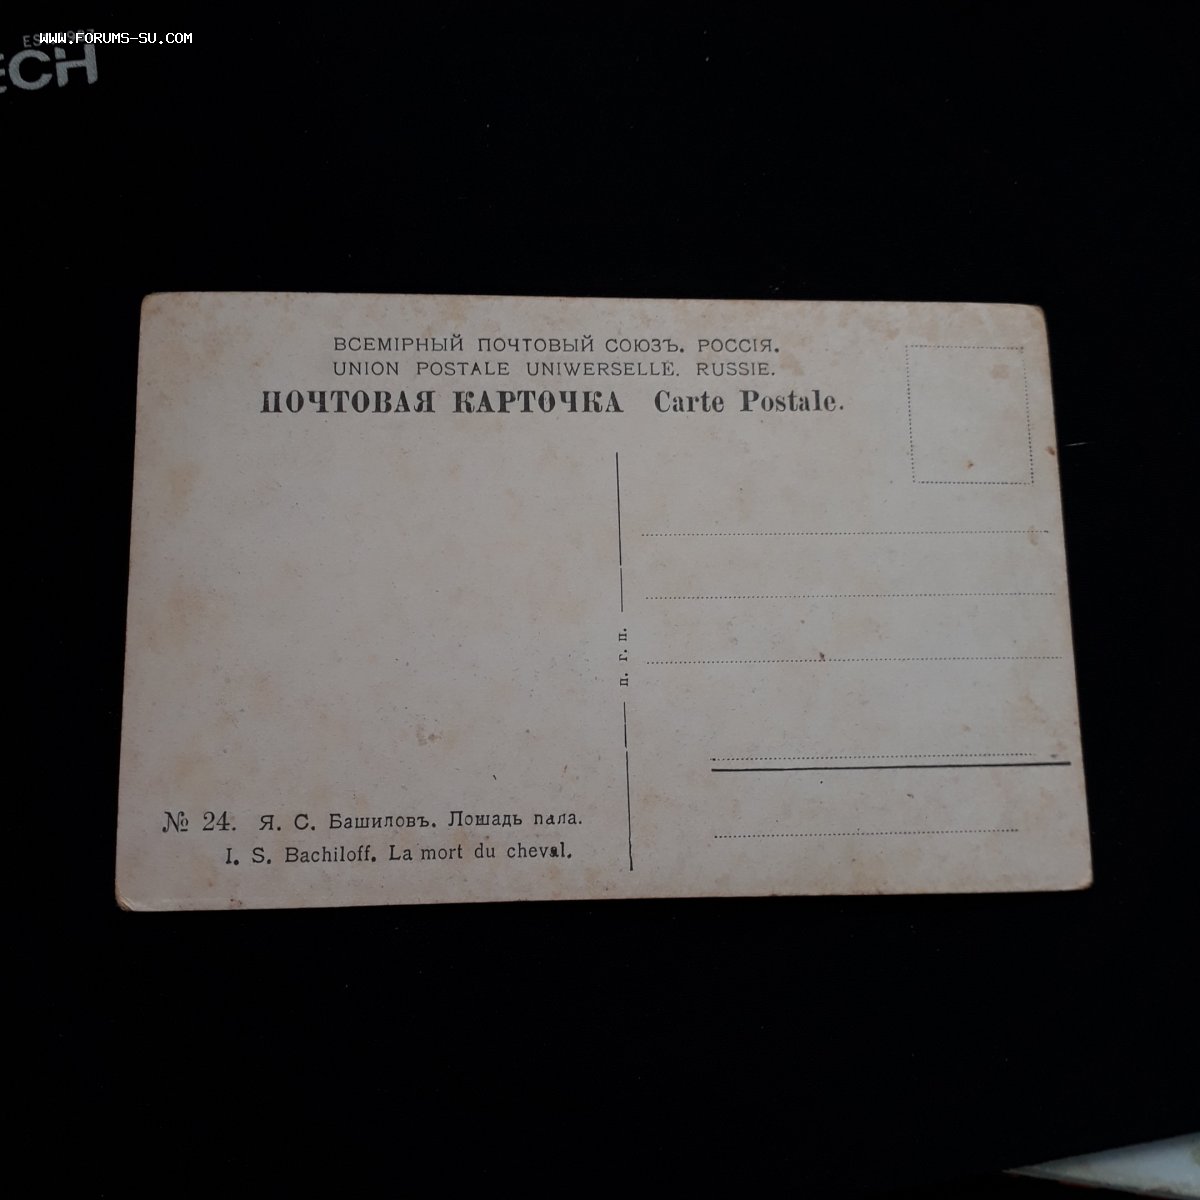 www.forums-su.com
ECH
ВСЕМІРНЫЙ ПОЧТОВЫЙ СОЮЗЪ. РОССІЯ.
UNION POSTALE UNIWERSELLE. RUSSIE.
ПОЧТОВАЯ КАРТОЧКА Carte Postale.
п. г. п.
№ 24. Я. С. Башиловъ. Лошадь пала.
I. S. Bachiloff. La mort du cheval.